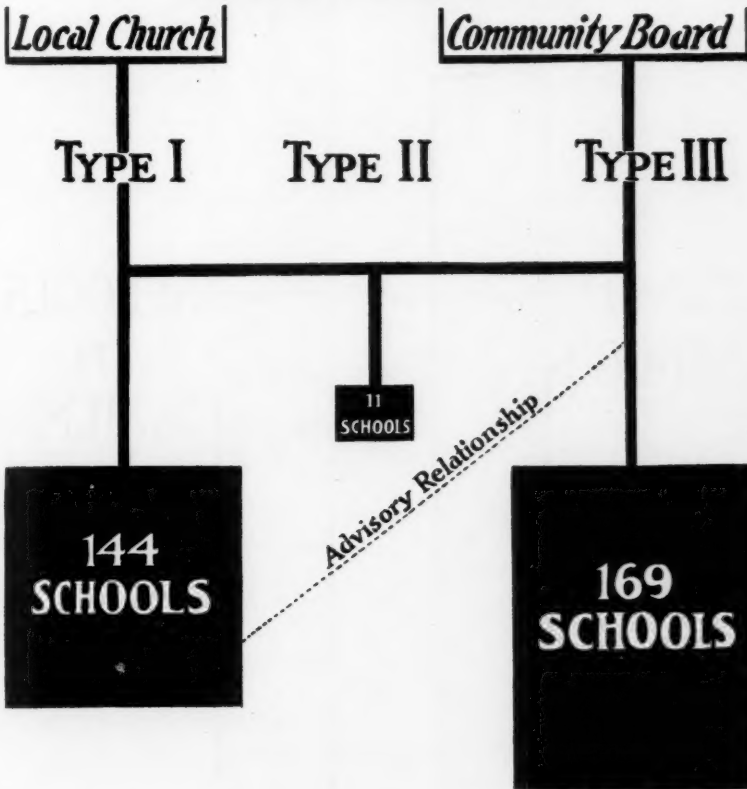 Local Church
Community Board
TYPE I
TYPE II
TYPE III
11
SCHOOLS
Advisory Relationship
144
SCHOOLS
169
SCHOOLS